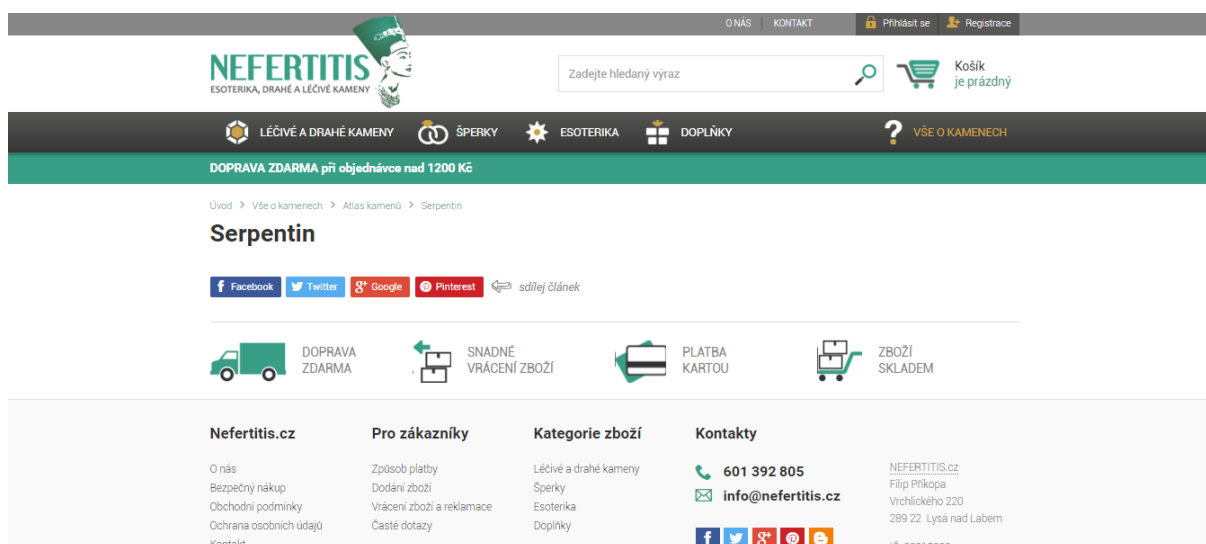 O NÁS KONTAKT Přihlásit se Registrace
NEFERTITIS
ESOTERIKA, DRAHÉ A LÉČIVÉ KAMENY
Zadejte hledaný výraz
Košík
je prázdný
LÉČIVÉ A DRAHÉ KAMENY ŠPERKY ESOTERIKA DOPLŇKY ? VŠE O KAMENECH
DOPRAVA ZDARMA při objednávce nad 1200 Kč
Úvod > Vše o kamenech > Atlas kamenů > Serpentin
Serpentin
Facebook Twitter Google Pinterest sdílej článek
DOPRAVA
ZDARMA
SNADNÉ
VRÁCENÍ ZBOŽÍ
PLATBA
KARTOU
ZBOŽÍ
SKLADEM
Nefertitis.cz
O nás
Bezpečný nákup
Obchodní podmínky
Ochrana osobních údajů
Kontakt
Pro zákazníky
Způsob platby
Dodání zboží
Vrácení zboží a reklamace
Časté dotazy
Kategorie zboží
Léčivé a drahé kameny
Šperky
Esoterika
Doplňky
Kontakty
601 392 805
info@nefertitis.cz
NEFERTITIS.cz
Filip Příkopa
Vrchlického 220
289 22 Lysá nad Labem